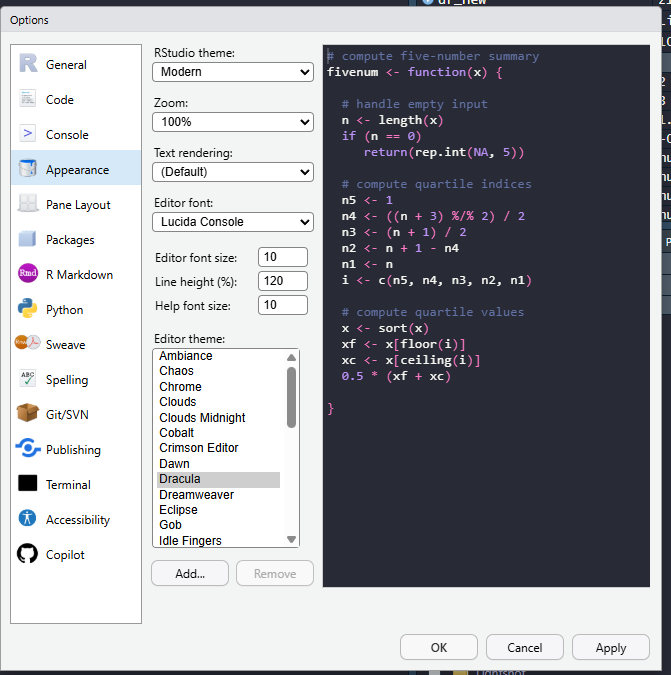 df_new
Options
General
Code
Console
Appearance
Pane Layout
Packages
Rmd R Markdown
Python
Sweave
ABC Spelling
Git/SVN
Publishing
Terminal
Accessibility
Copilot
RStudio theme:
Modern
Zoom:
100%
Text rendering:
(Default)
Editor font:
Lucida Console
Editor font size: 10
Line height (%): 120
Help font size: 10
Editor theme:
Ambiance
Chaos
Chrome
Clouds
Clouds Midnight
Cobalt
Crimson Editor
Dawn
Dracula
Dreamweaver
Eclipse
Gob
Idle Fingers
Add...
Remove
# compute five-number summary
fivenum <- function(x) {
  # handle empty input
  n <- length(x)
  if (n == 0)
     return(rep.int(NA, 5))
  # compute quartile indices
  n5 <- 1
  n4 <- ((n + 3) %/% 2) / 2
  n3 <- (n + 1) / 2
  n2 <- n + 1 - n4
  n1 <- n
  i <- c(n5, n4, n3, n2, n1)
  # compute quartile values
  x <- sort(x)
  xf <- x[floor(i)]
  xc <- x[ceiling(i)]
  0.5 * (xf + xc)
}
OK
Cancel
Apply
Lightshot